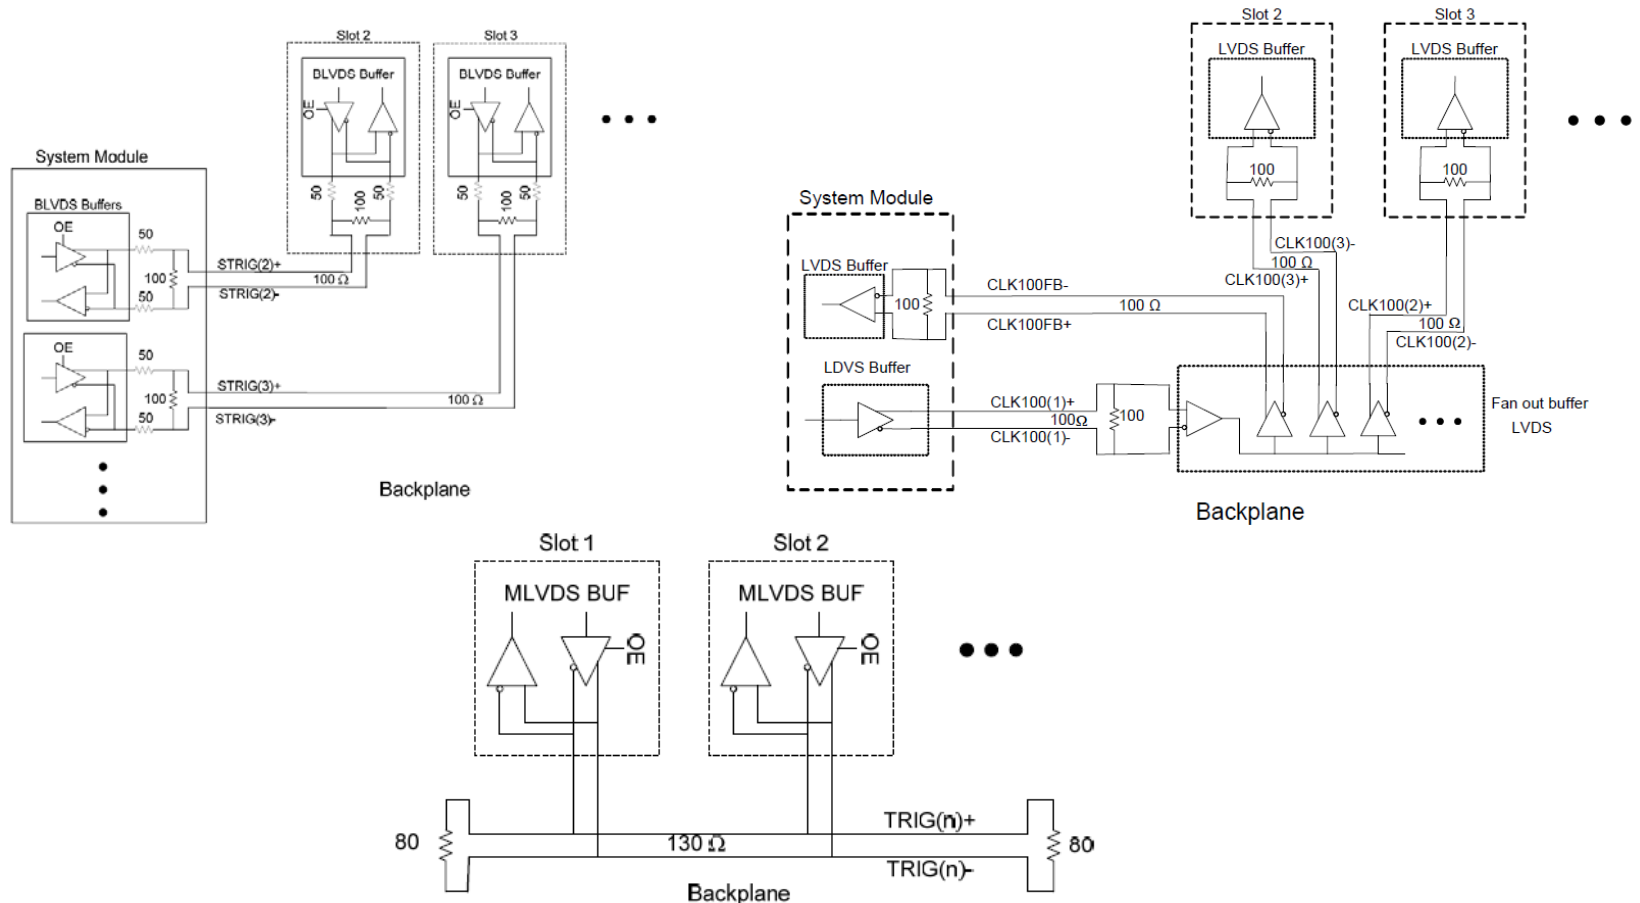 Slot 2
Slot 3
BLVDS Buffer
BLVDS Buffer
OE
OE
50
100
50
50
100
50
System Module
BLVDS Buffers
OE
50
100
50
STRIG(2)+
100 Ω
STRIG(2)-
OE
50
100
50
STRIG(3)+
100 Ω
STRIG(3)-
Backplane
Slot 2
Slot 3
LVDS Buffer
LVDS Buffer
100
100
System Module
LVDS Buffer
100
CLK100FB-
100 Ω
CLK100FB+
CLK100(3)-
100 Ω
CLK100(3)+
CLK100(2)+
100 Ω
CLK100(2)-
LDVS Buffer
CLK100(1)+
100Ω
CLK100(1)-
100
Fan out buffer
LVDS
Backplane
Slot 1
Slot 2
MLVDS BUF
MLVDS BUF
OE
OE
80
130 Ω
TRIG(n)+
TRIG(n)-
80
Backplane